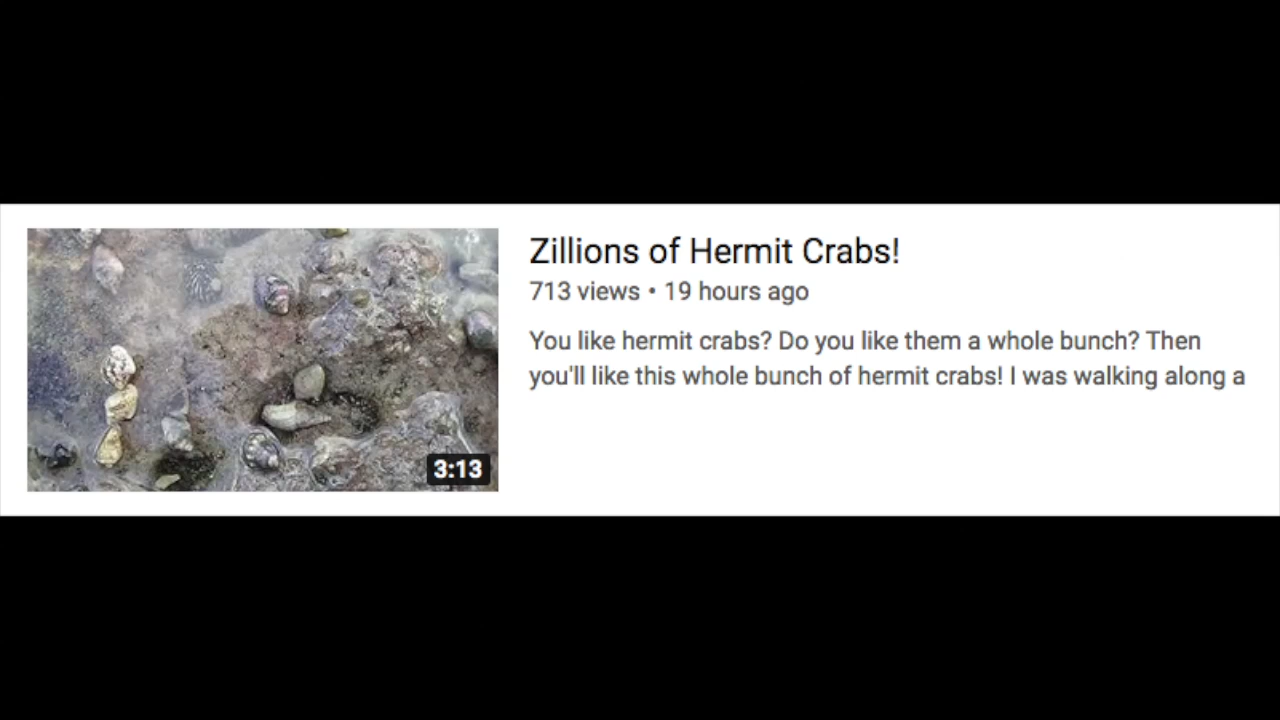 Zillions of Hermit Crabs!
713 views • 19 hours ago
You like hermit crabs? Do you like them a whole bunch? Then
you'll like this whole bunch of hermit crabs! I was walking along a
3:13